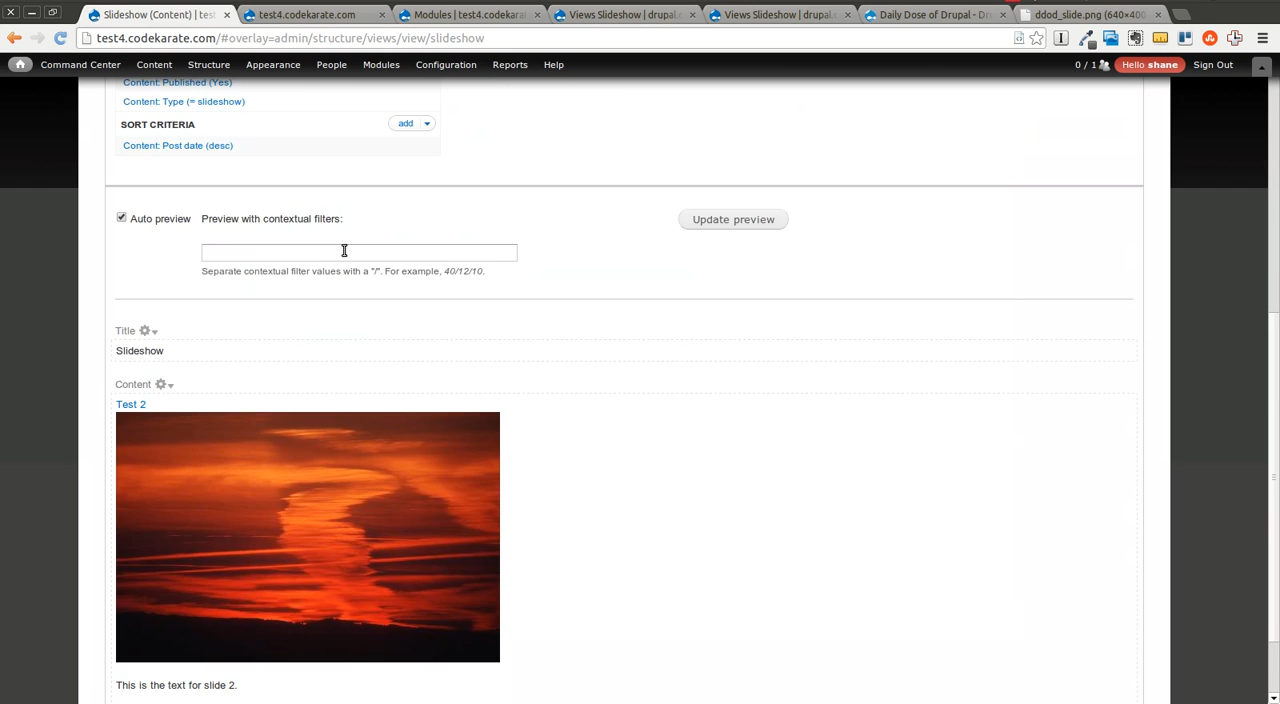 Slideshow (Content) | test
test4.codekarate.com
Modules | test4.codekarat
Views Slideshow | drupal.
Views Slideshow | drupal.
Daily Dose of Drupal - Dr
ddod_slide.png (640×400
test4.codekarate.com/#overlay=admin/structure/views/view/slideshow
Command Center Content Structure Appearance People Modules Configuration Reports Help 0 / 1 Hello shane Sign Out
Content: Published (Yes)
Content: Type (= slideshow)
SORT CRITERIA add
Content: Post date (desc)
Auto preview Preview with contextual filters: Update preview
Separate contextual filter values with a "/". For example, 40/12/10.
Title
Slideshow
Content
Test 2
This is the text for slide 2.